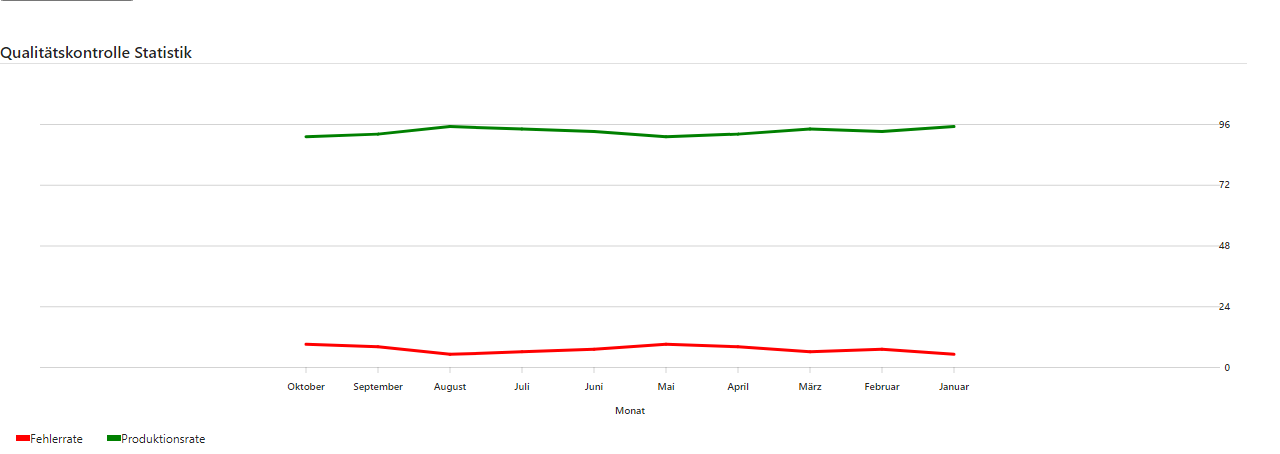 Qualitätskontrolle Statistik
96
72
48
24
0
Oktober September August Juli Juni Mai April März Februar Januar
Monat
Fehlerrate Produktionsrate